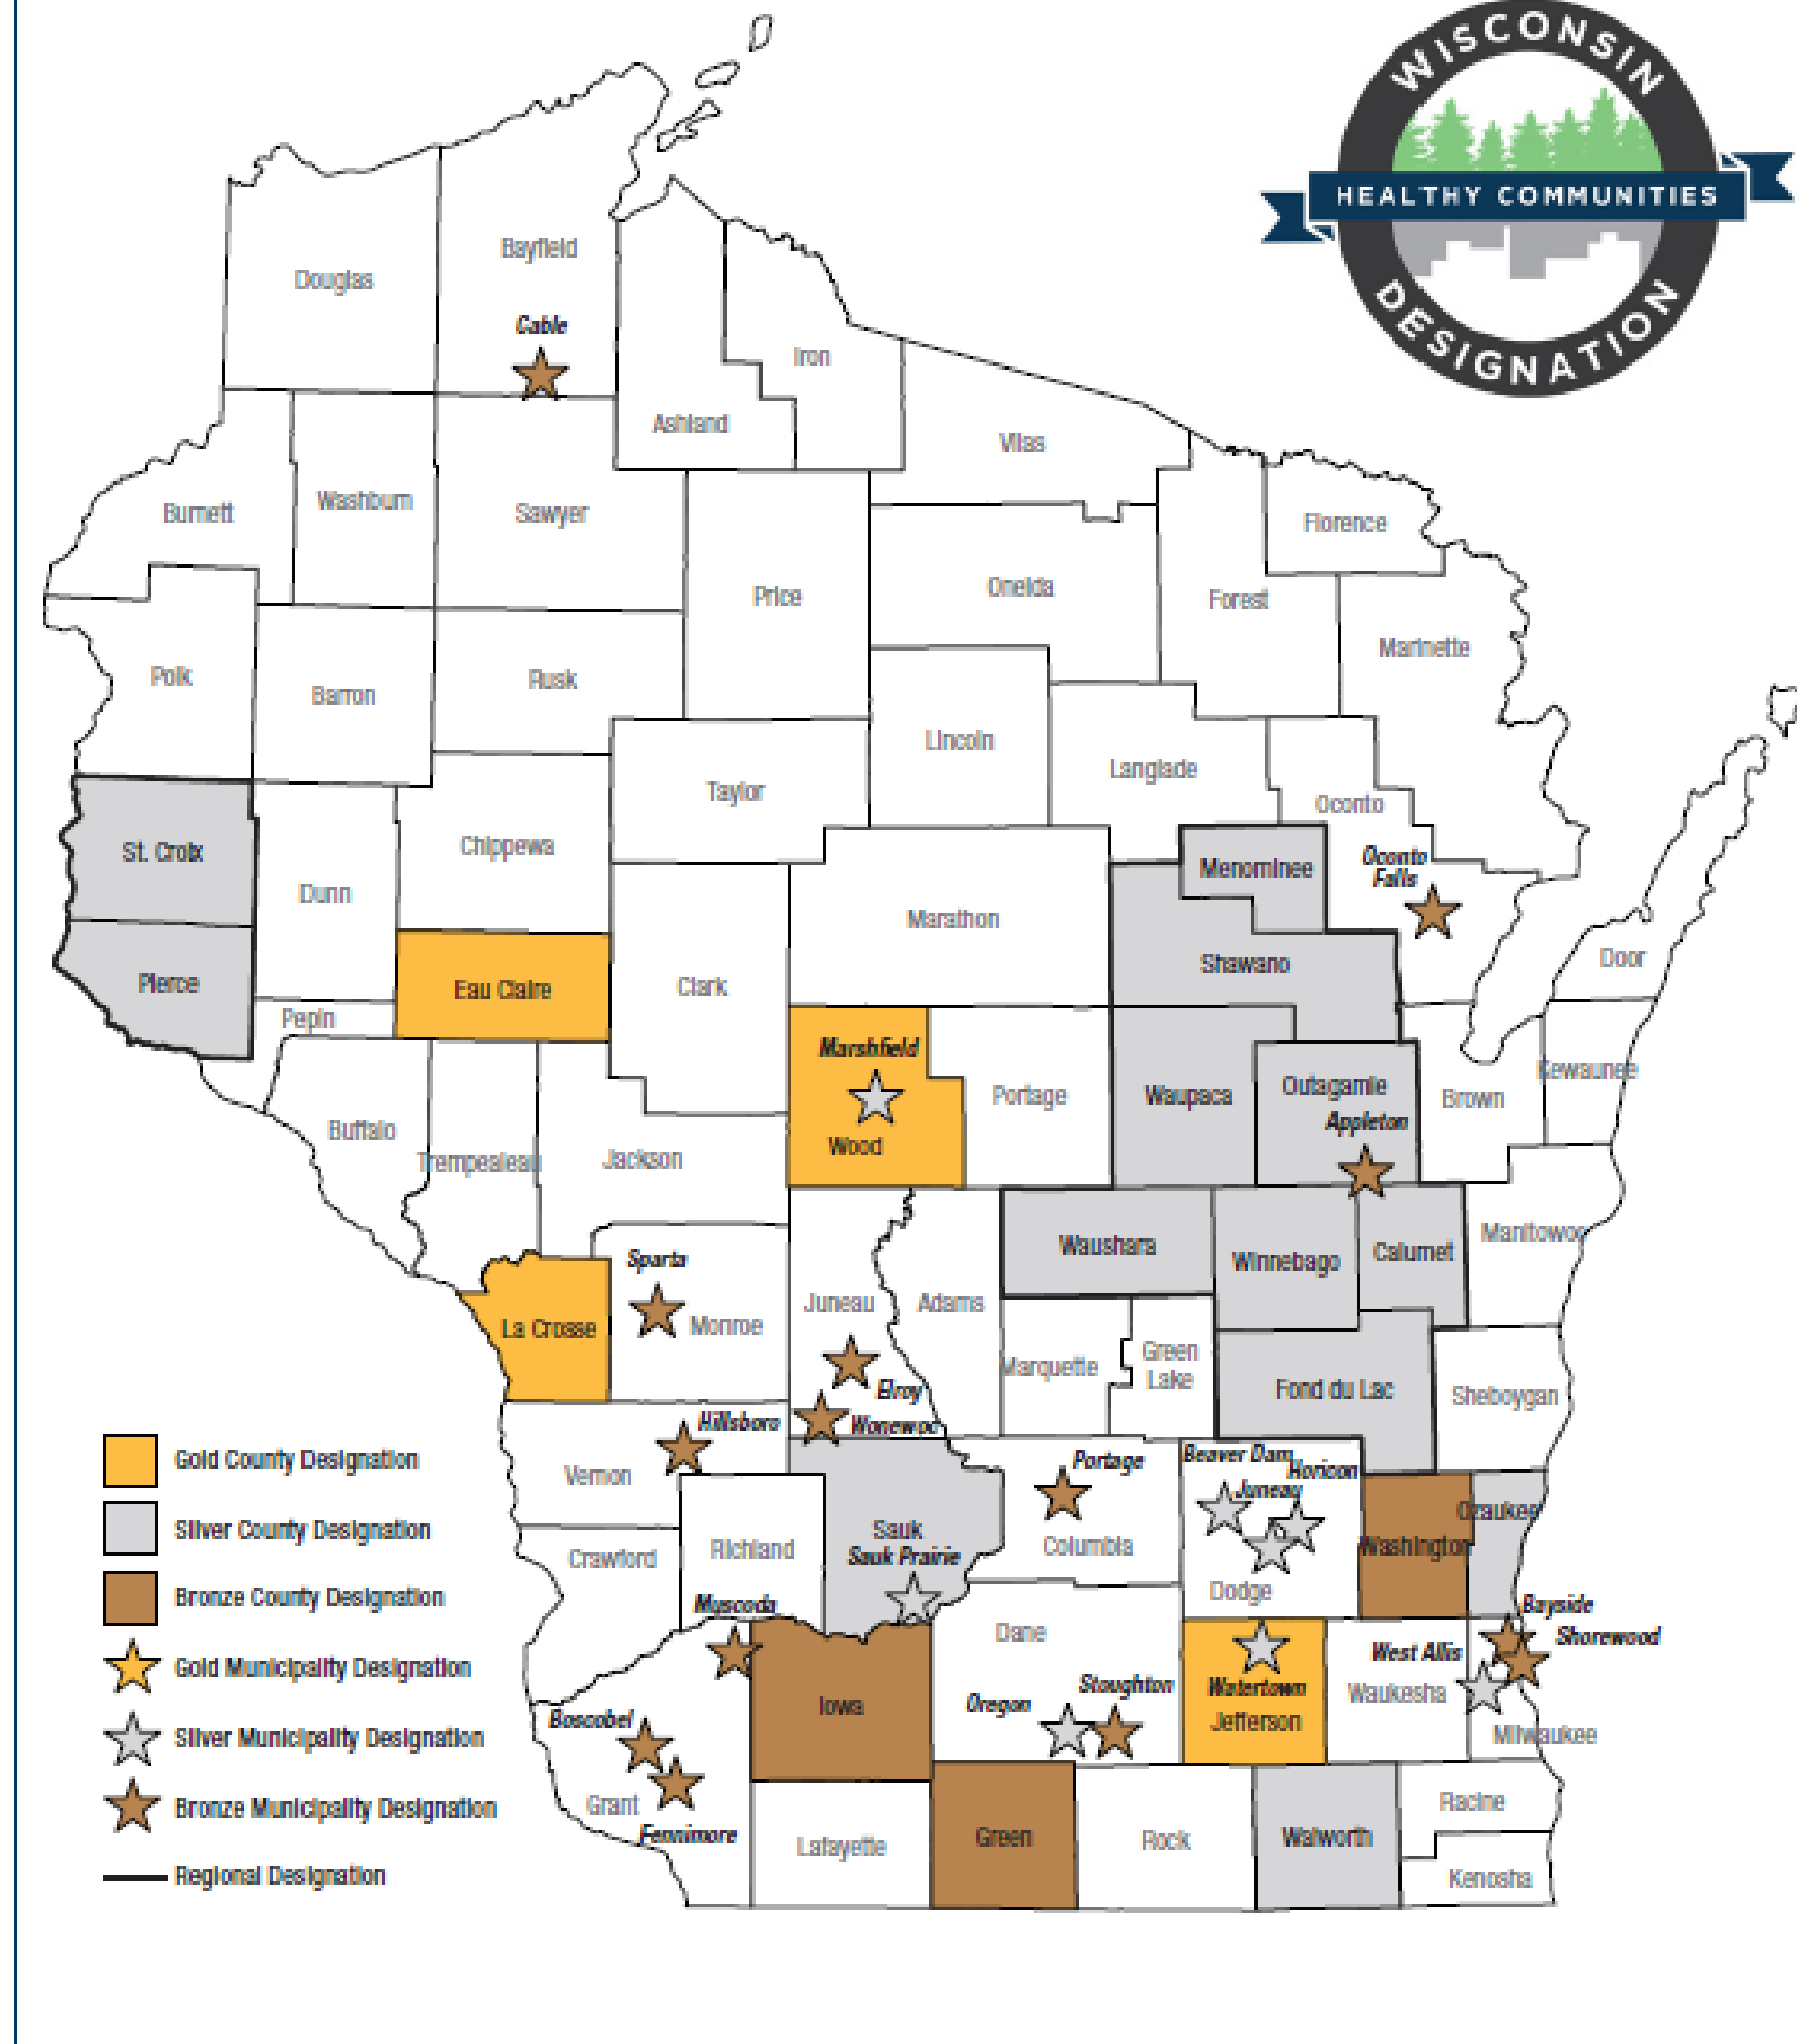 WISCONSIN
HEALTHY COMMUNITIES
DESIGNATION
Bayfield
Douglas
Cable
Iron
Ashland
Vilas
Washburn
Burnett
Sawyer
Florence
Oneida
Price
Forest
Marinette
Polk
Rusk
Barron
Lincoln
Langlade
Taylor
Oconto
Chippewa
St. Croix
Oconto
Falls
Menominee
Dunn
Marathon
Door
Shawano
Pierce
Clark
Eau Claire
Pepin
Marshfield
Kewaunee
Outagamie
Waupaca
Portage
Brown
Appleton
Buffalo
Wood
Jackson
Trempealeau
Manitowoc
Waushara
Calumet
Winnebago
Sparta
Juneau
Adams
Monroe
La Crosse
Green
Lake
Marquette
Elroy
Fond du Lac
Sheboygan
Hillsboro
Wonewoc
Beaver Dam
Portage
Horicon
Gold County Designation
Vernon
Juneau
Ozaukee
Silver County Designation
Sauk
Columbia
Washington
Richland
Sauk Prairie
Crawford
Dodge
Bronze County Designation
Muscoda
Bayside
Dane
Shorewood
West Allis
Gold Municipality Designation
Stoughton
Watertown
Waukesha
Oregon
Iowa
Boscobel
Jefferson
Milwaukee
Silver Municipality Designation
Grant
Racine
Bronze Municipality Designation
Fennimore
Green
Walworth
Rock
Lafayette
Regional Designation
Kenosha